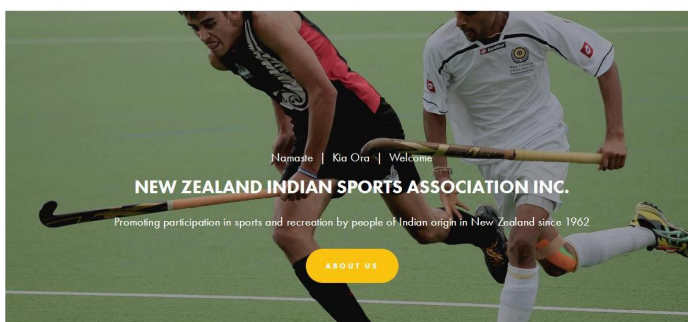 Namaste | Kia Ora | Welcome
NEW ZEALAND INDIAN SPORTS ASSOCIATION INC.
Promoting participation in sports and recreation by people of Indian origin in New Zealand since 1962
ABOUT US